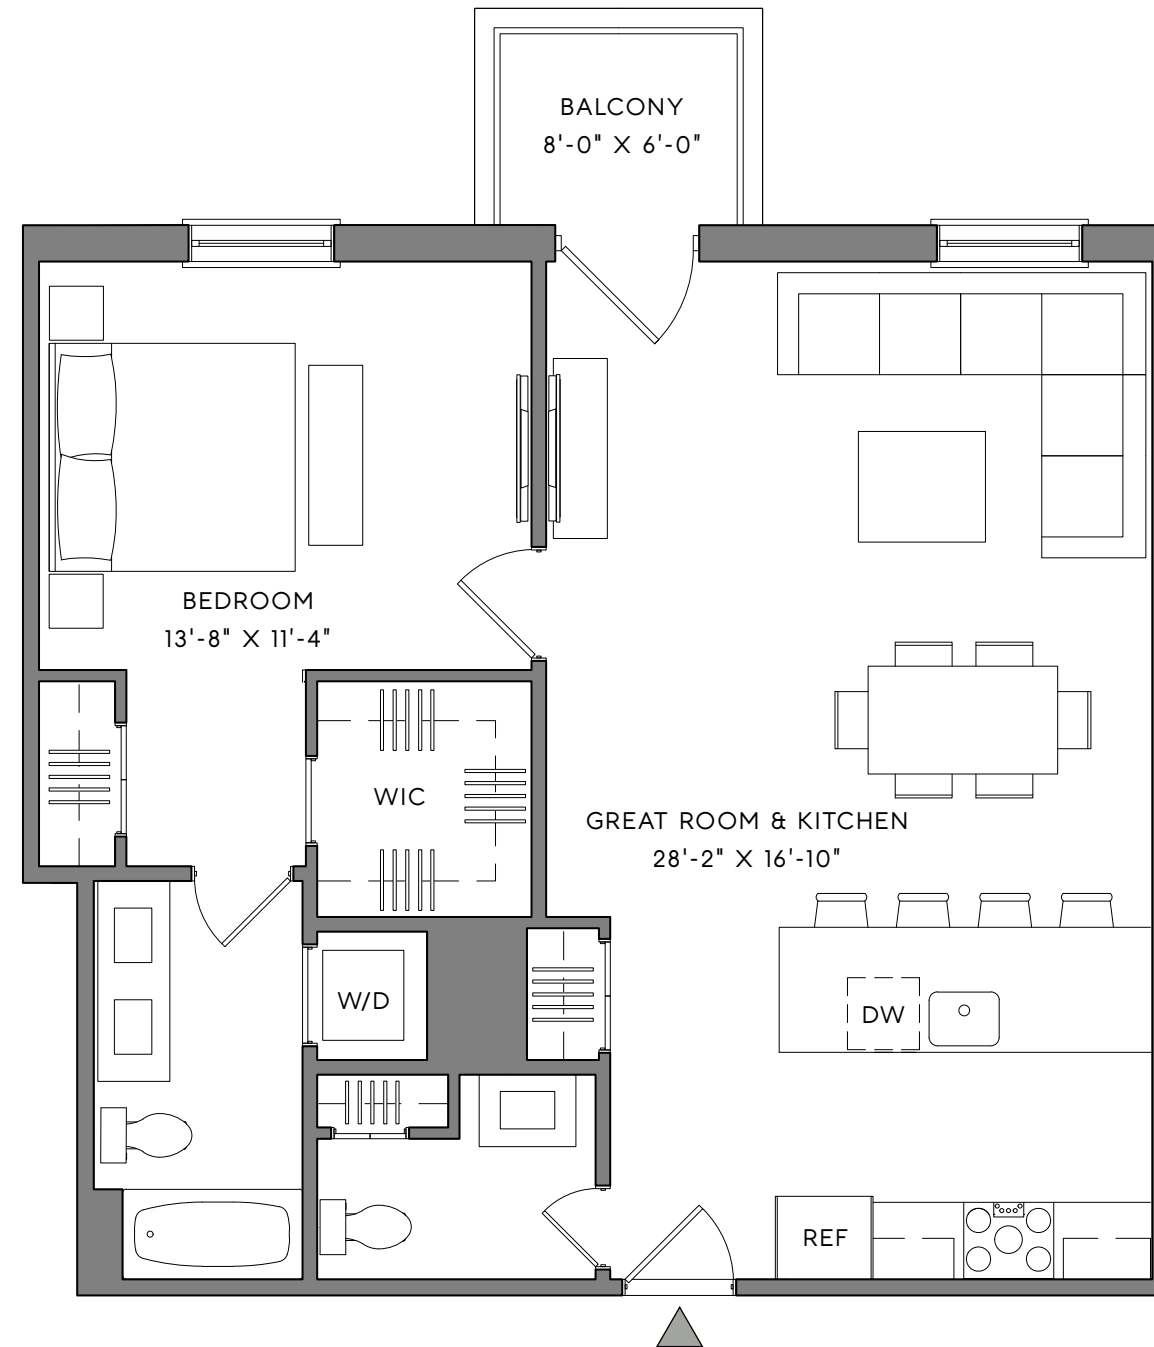 BALCONY
8'-0" X 6'-0"
BEDROOM
13'-8" X 11'-4"
WIC
GREAT ROOM & KITCHEN
28'-2" X 16'-10"
W/D
DW
REF